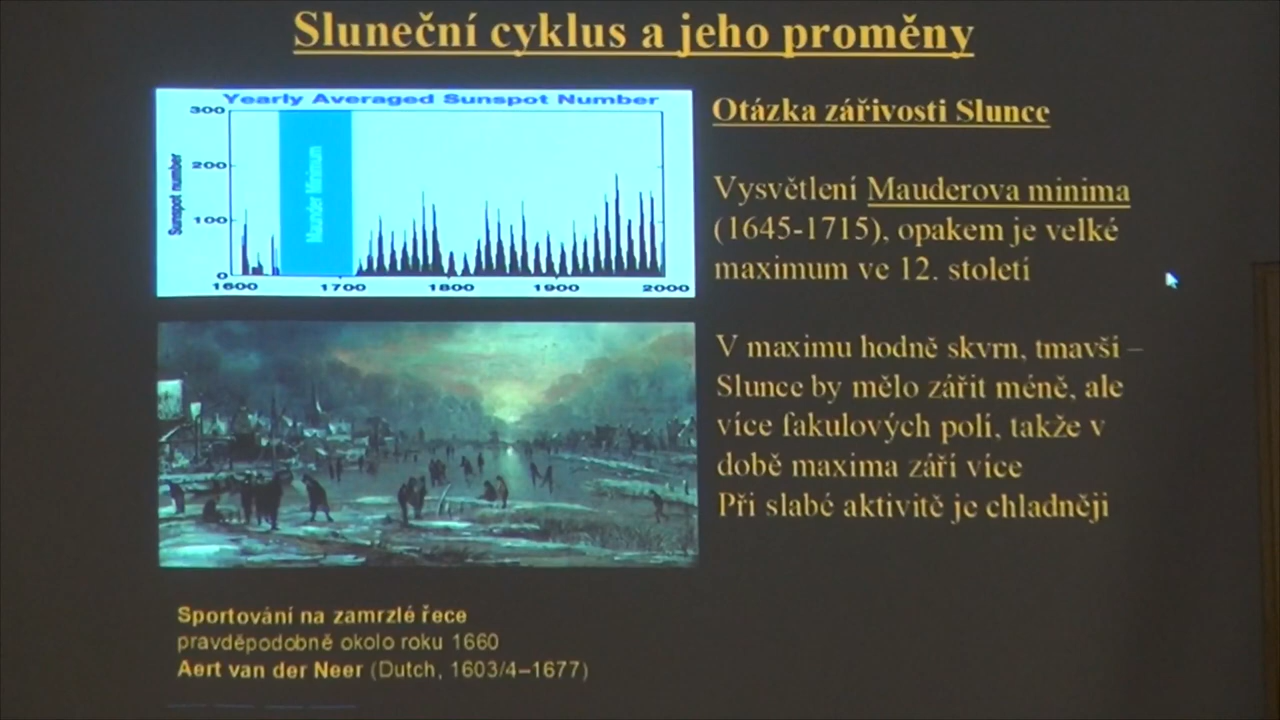 Sluneční cyklus a jeho proměny
Yearly Averaged Sunspot Number
Sunspot number
300
200
100
0
Maunder Minimum
1600 1700 1800 1900 2000
Otázka zářivosti Slunce
Vysvětlení Mauderova minima
(1645-1715), opakem je velké
maximum ve 12. století
V maximu hodně skvrn, tmavší –
Slunce by mělo zářit méně, ale
více fakulových polí, takže v
době maxima září více
Při slabé aktivitě je chladněji
Sportování na zamrzlé řece
pravděpodobně okolo roku 1660
Aert van der Neer (Dutch, 1603/4–1677)